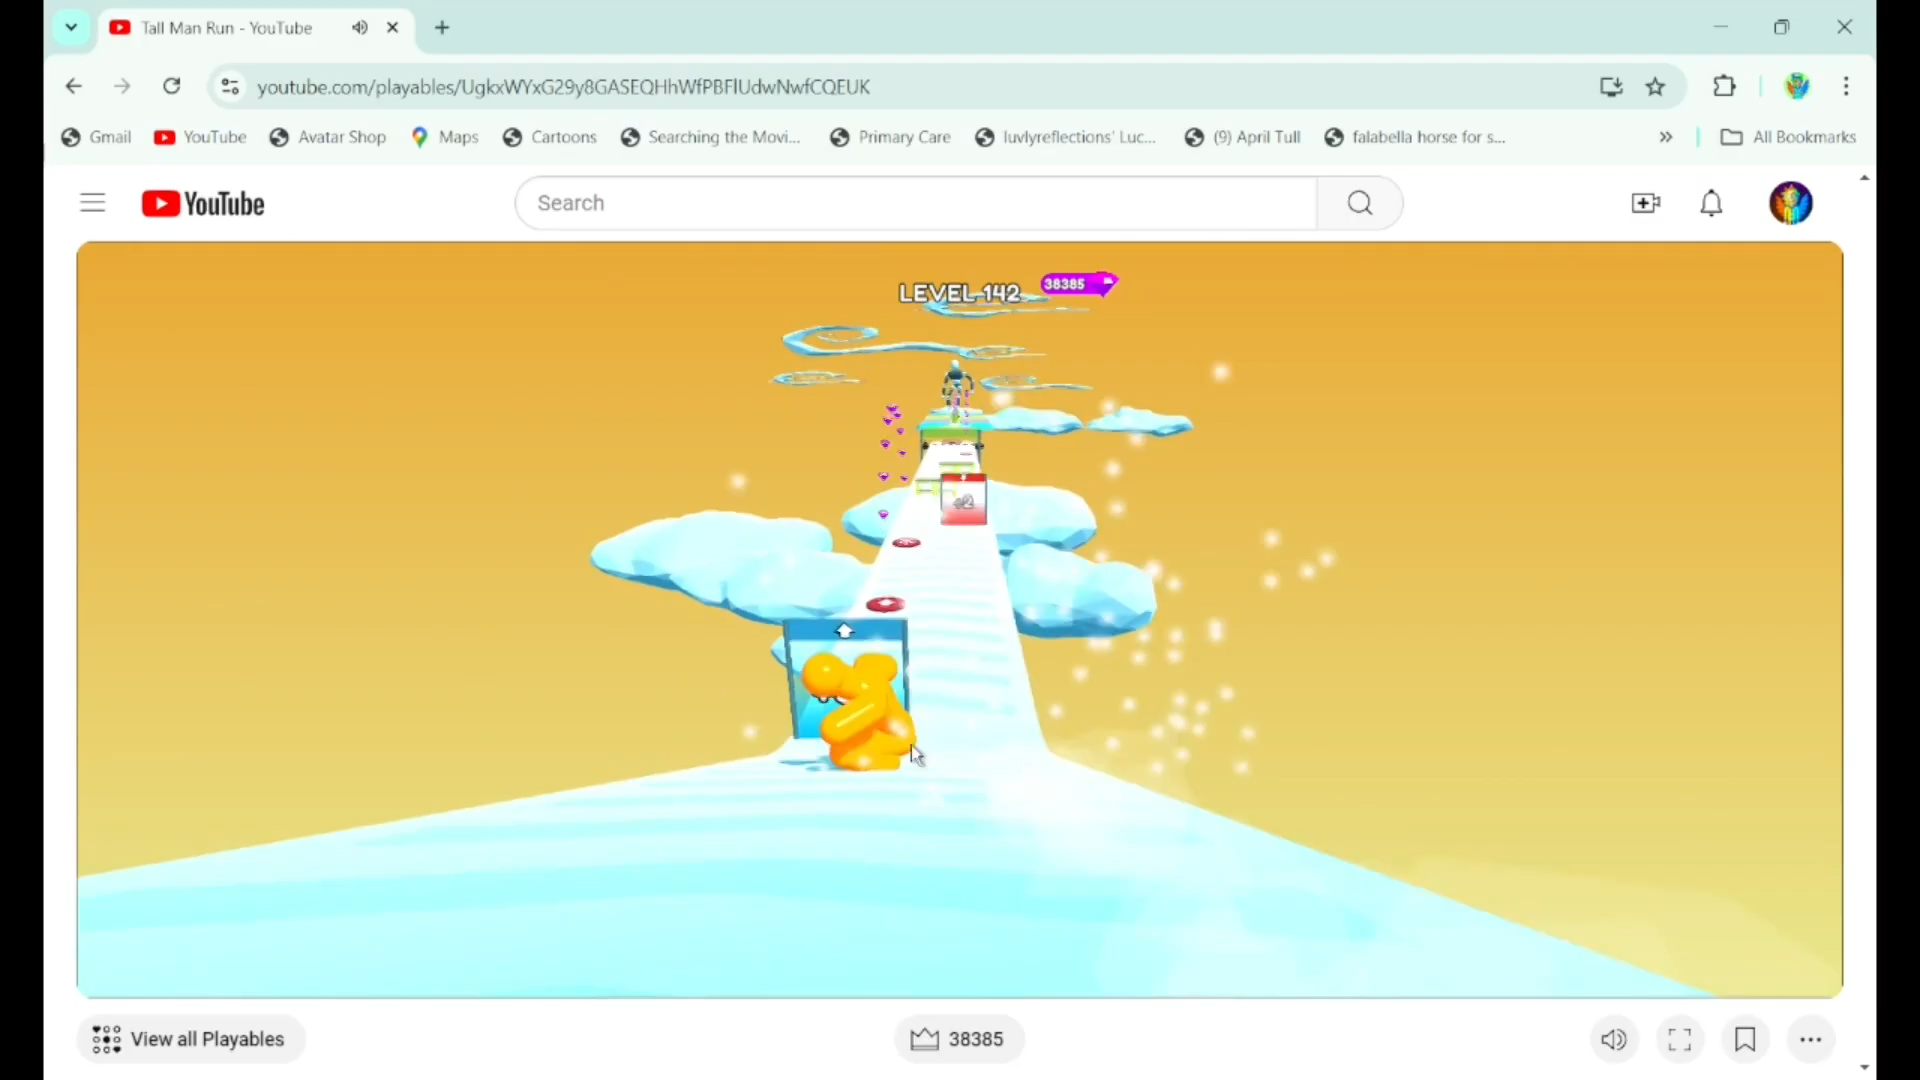 Tall Man Run - YouTube
youtube.com/playables/UgkxWYxG29y8GASEQHhWfPBFlUdwNwfCQEUK
Gmail YouTube Avatar Shop Maps Cartoons Searching the Movi... Primary Care luvlyreflections' Luc... (9) April Tull falabella horse for s... » All Bookmarks
YouTube Search
LEVEL 142 38385
View all Playables 38385